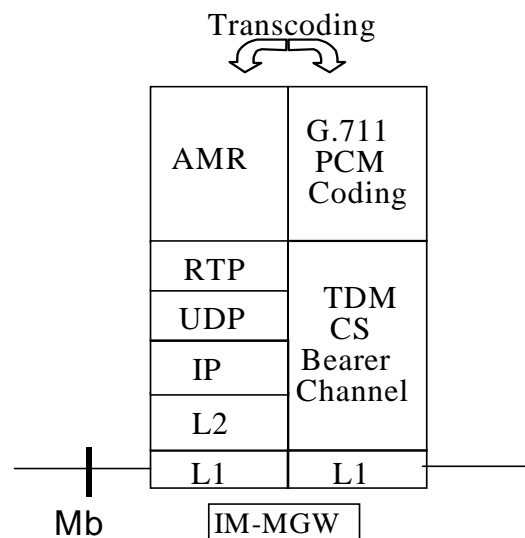 Transcoding
AMR
G.711
PCM
Coding
RTP
UDP
IP
L2
TDM
CS
Bearer
Channel
L1
L1
Mb
IM-MGW